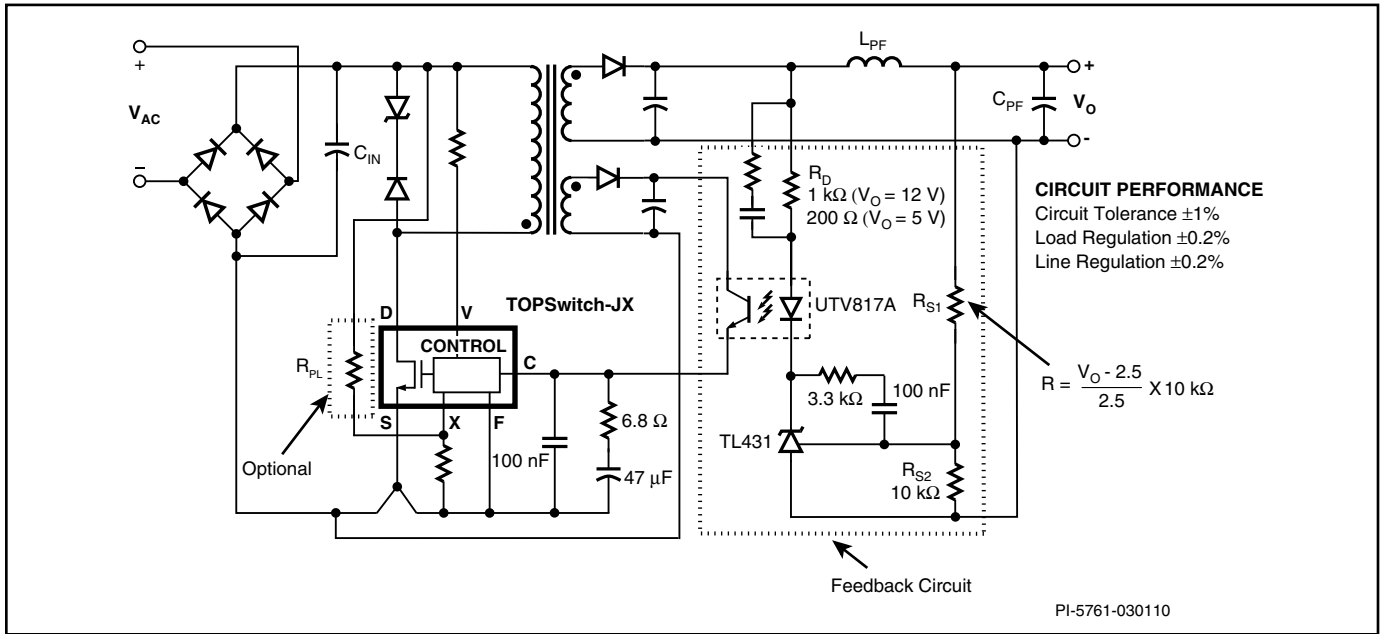 +
V_AC
−
C_IN
L_PF
+
C_PF
V_O
-
R_D
1 kΩ (V_O = 12 V)
200 Ω (V_O = 5 V)
CIRCUIT PERFORMANCE
Circuit Tolerance ±1%
Load Regulation ±0.2%
Line Regulation ±0.2%
TOPSwitch-JX
UTV817A
R_S1
D
V
CONTROL
C
R_PL
S
X
F
Optional
100 nF
6.8 Ω
47 µF
3.3 kΩ
100 nF
TL431
R_S2
10 kΩ
R = V_O - 2.5
2.5
X 10 kΩ
Feedback Circuit
PI-5761-030110